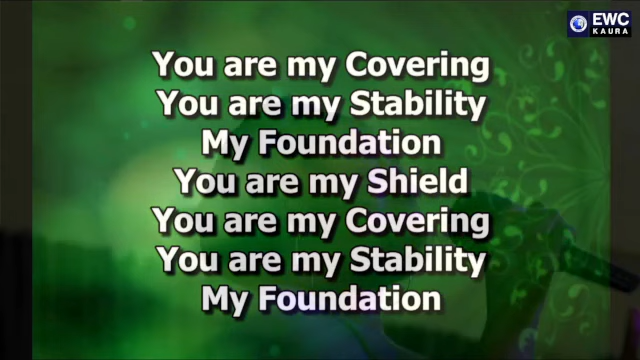 EWC
KAURA
You are my Covering
You are my Stability
My Foundation
You are my Shield
You are my Covering
You are my Stability
My Foundation